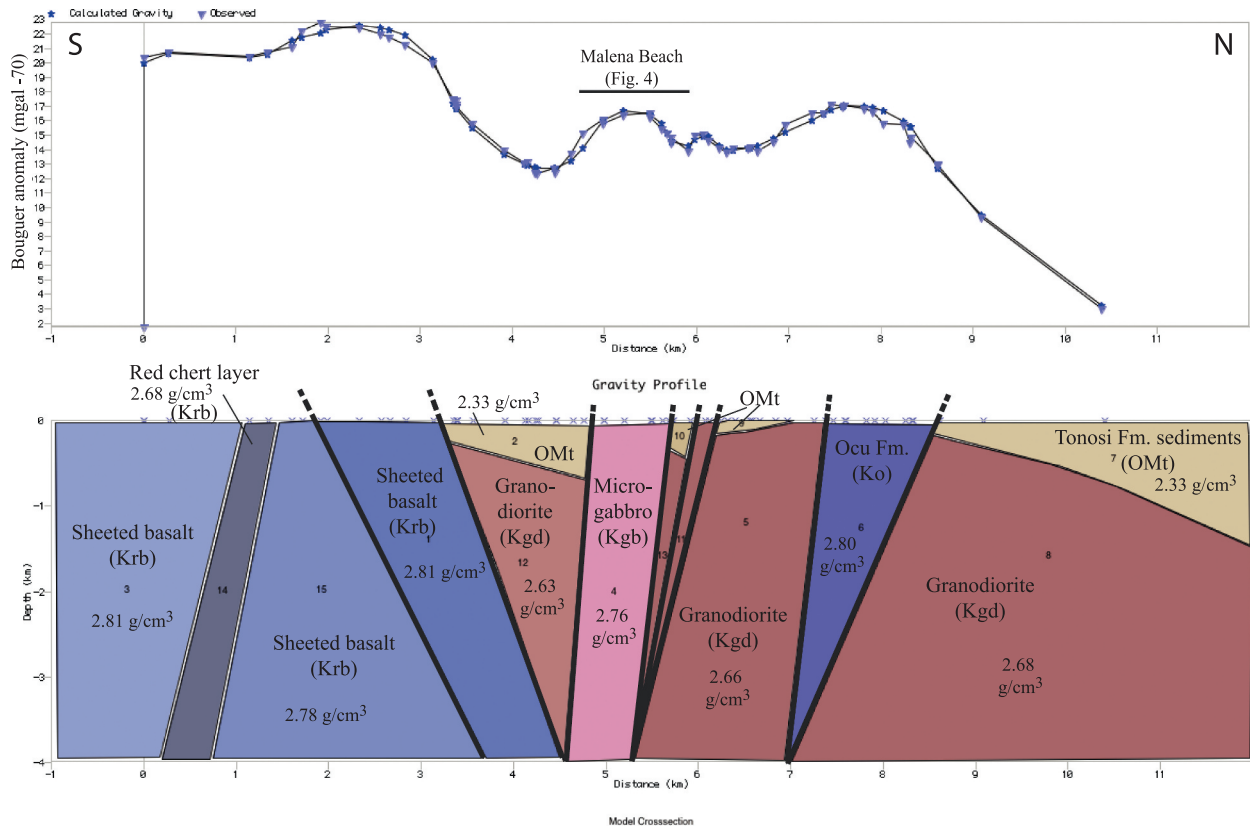 Calculated Gravity Observed
S
N
Malena Beach
(Fig. 4)
Bouguer anomaly (mgal -70)
23
22
21
20
19
18
17
16
15
14
13
12
11
10
9
8
7
6
5
4
3
2
-1 0 1 2 3 4 5 6 7 8 9 10 11
Distance (km)
Gravity Profile
Red chert layer
2.68 g/cm3
(Krb)
2.33 g/cm3
OMt
0
-1
-2
-3
-4
Depth (km)
Sheeted basalt
(Krb)
3
2.81 g/cm3
14
15
Sheeted basalt
(Krb)
2.78 g/cm3
Sheeted
basalt
(Krb)
1
2.81 g/cm3
2
OMt
Grano-
diorite
(Kgd)
12
2.63
g/cm3
Micro-
gabbro
(Kgb)
4
2.76
g/cm3
10
13
11
9
5
Granodiorite
(Kgd)
2.66
g/cm3
Ocu Fm.
(Ko)
6
2.80
g/cm3
Tonosi Fm. sediments
7 (OMt)
2.33 g/cm3
8
Granodiorite
(Kgd)
2.68
g/cm3
-1 0 1 2 3 4 5 6 7 8 9 10 11
Distance (km)
Model Crosssection